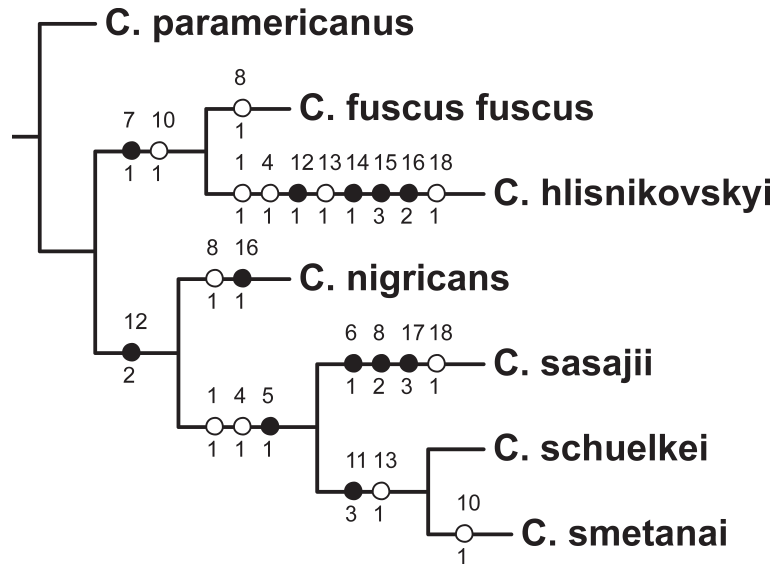 C. paramericanus
8
7 10
C. fuscus fuscus
1
1 1
1 4 12 13 14 15 16 18
C. hlisnikovskyi
1 1 1 1 1 3 2 1
8 16
C. nigricans
1 1
12
6 8 17 18
2
C. sasajii
1 4 5
1 2 3 1
1 1 1
C. schuelkei
11 13
10
3 1
C. smetanai
1